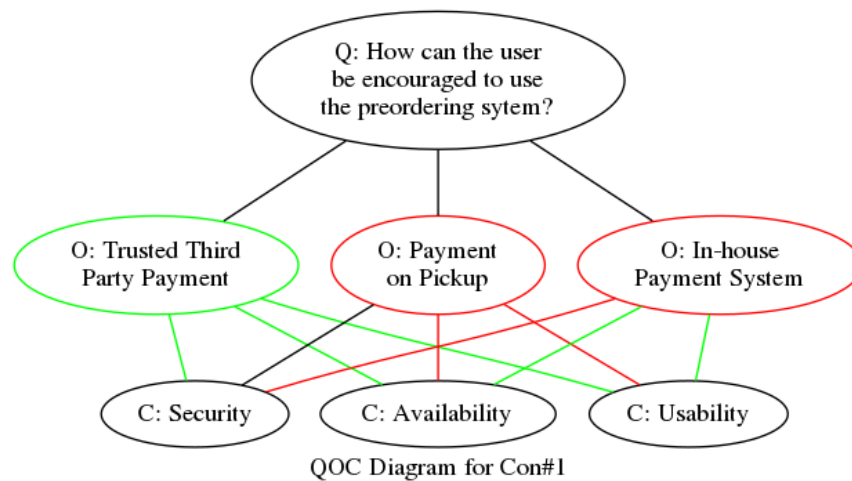 Q: How can the user
be encouraged to use
the preordering sytem?
O: Trusted Third
Party Payment
O: Payment
on Pickup
O: In-house
Payment System
C: Security
C: Availability
C: Usability
QOC Diagram for Con#1